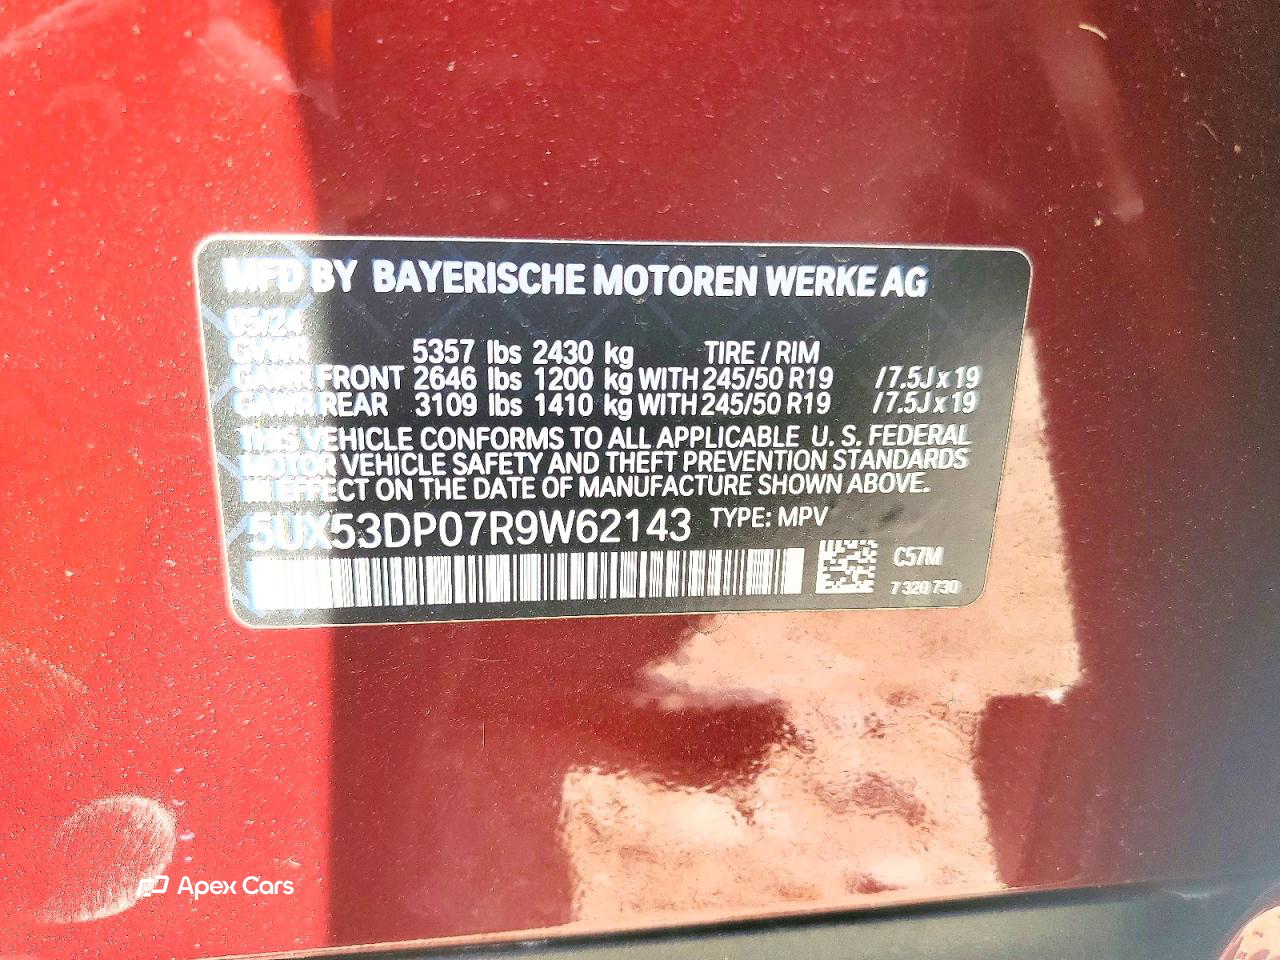 MFD BY BAYERISCHE MOTOREN WERKE AG
05/24
GVWR 5357 lbs 2430 kg TIRE / RIM
GAWR FRONT 2646 lbs 1200 kg WITH 245/50 R19 / 7.5J x 19
GAWR REAR 3109 lbs 1410 kg WITH 245/50 R19 / 7.5J x 19
THIS VEHICLE CONFORMS TO ALL APPLICABLE U. S. FEDERAL
MOTOR VEHICLE SAFETY AND THEFT PREVENTION STANDARDS
IN EFFECT ON THE DATE OF MANUFACTURE SHOWN ABOVE.
5UX53DP07R9W62143 TYPE: MPV
C57M
7 320 730
Apex Cars